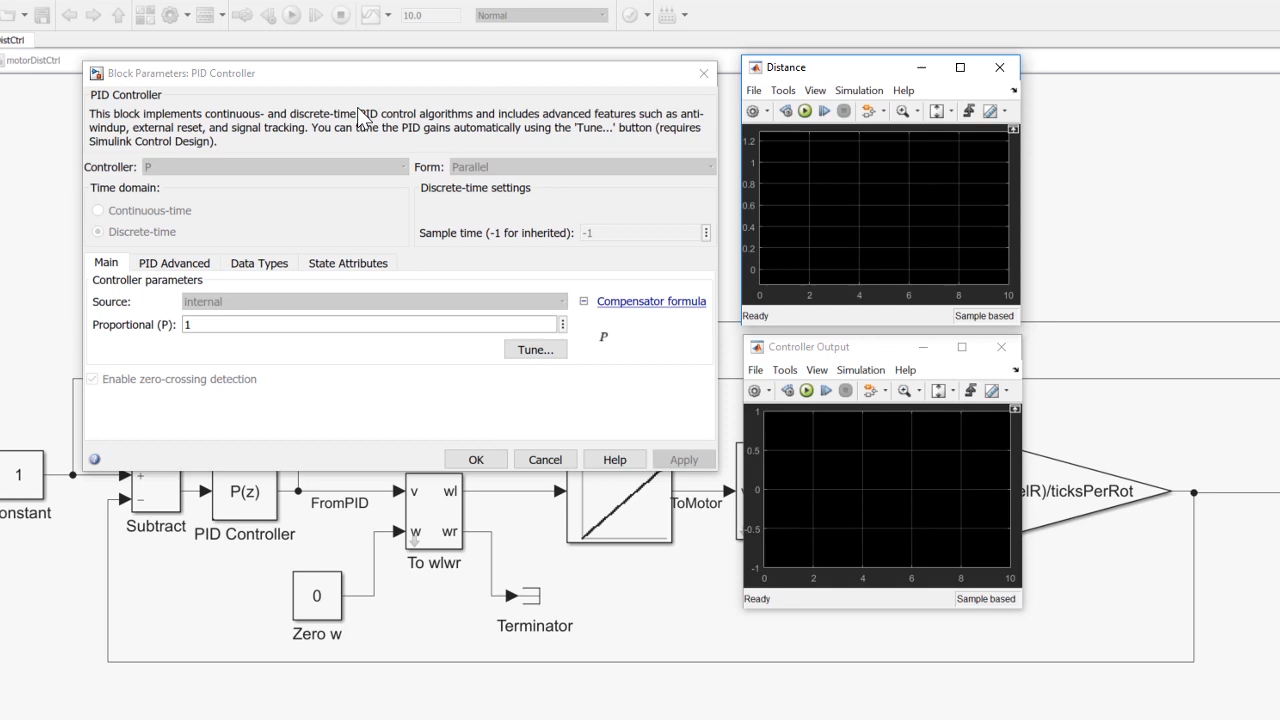 10.0
Normal
istCtrl
motorDistCtrl
Block Parameters: PID Controller
PID Controller
This block implements continuous- and discrete-time PID control algorithms and includes advanced features such as anti-
windup, external reset, and signal tracking. You can tune the PID gains automatically using the 'Tune...' button (requires
Simulink Control Design).
Controller: P
Form: Parallel
Time domain:
Continuous-time
Discrete-time
Discrete-time settings
Sample time (-1 for inherited): -1
Main
PID Advanced
Data Types
State Attributes
Controller parameters
Source: internal
Compensator formula
Proportional (P): 1
P
Tune...
Enable zero-crossing detection
OK
Cancel
Help
Apply
Distance
File Tools View Simulation Help
1.2
1
0.8
0.6
0.4
0.2
0
0 2 4 6 8 10
Ready
Sample based
Controller Output
File Tools View Simulation Help
1
0.5
0
-0.5
-1
0 2 4 6 8 10
Ready
Sample based
1
onstant
+
−
Subtract
P(z)
PID Controller
FromPID
v wl
w wr
To wlwr
0
Zero w
Terminator
ToMotor
elR)/ticksPerRot